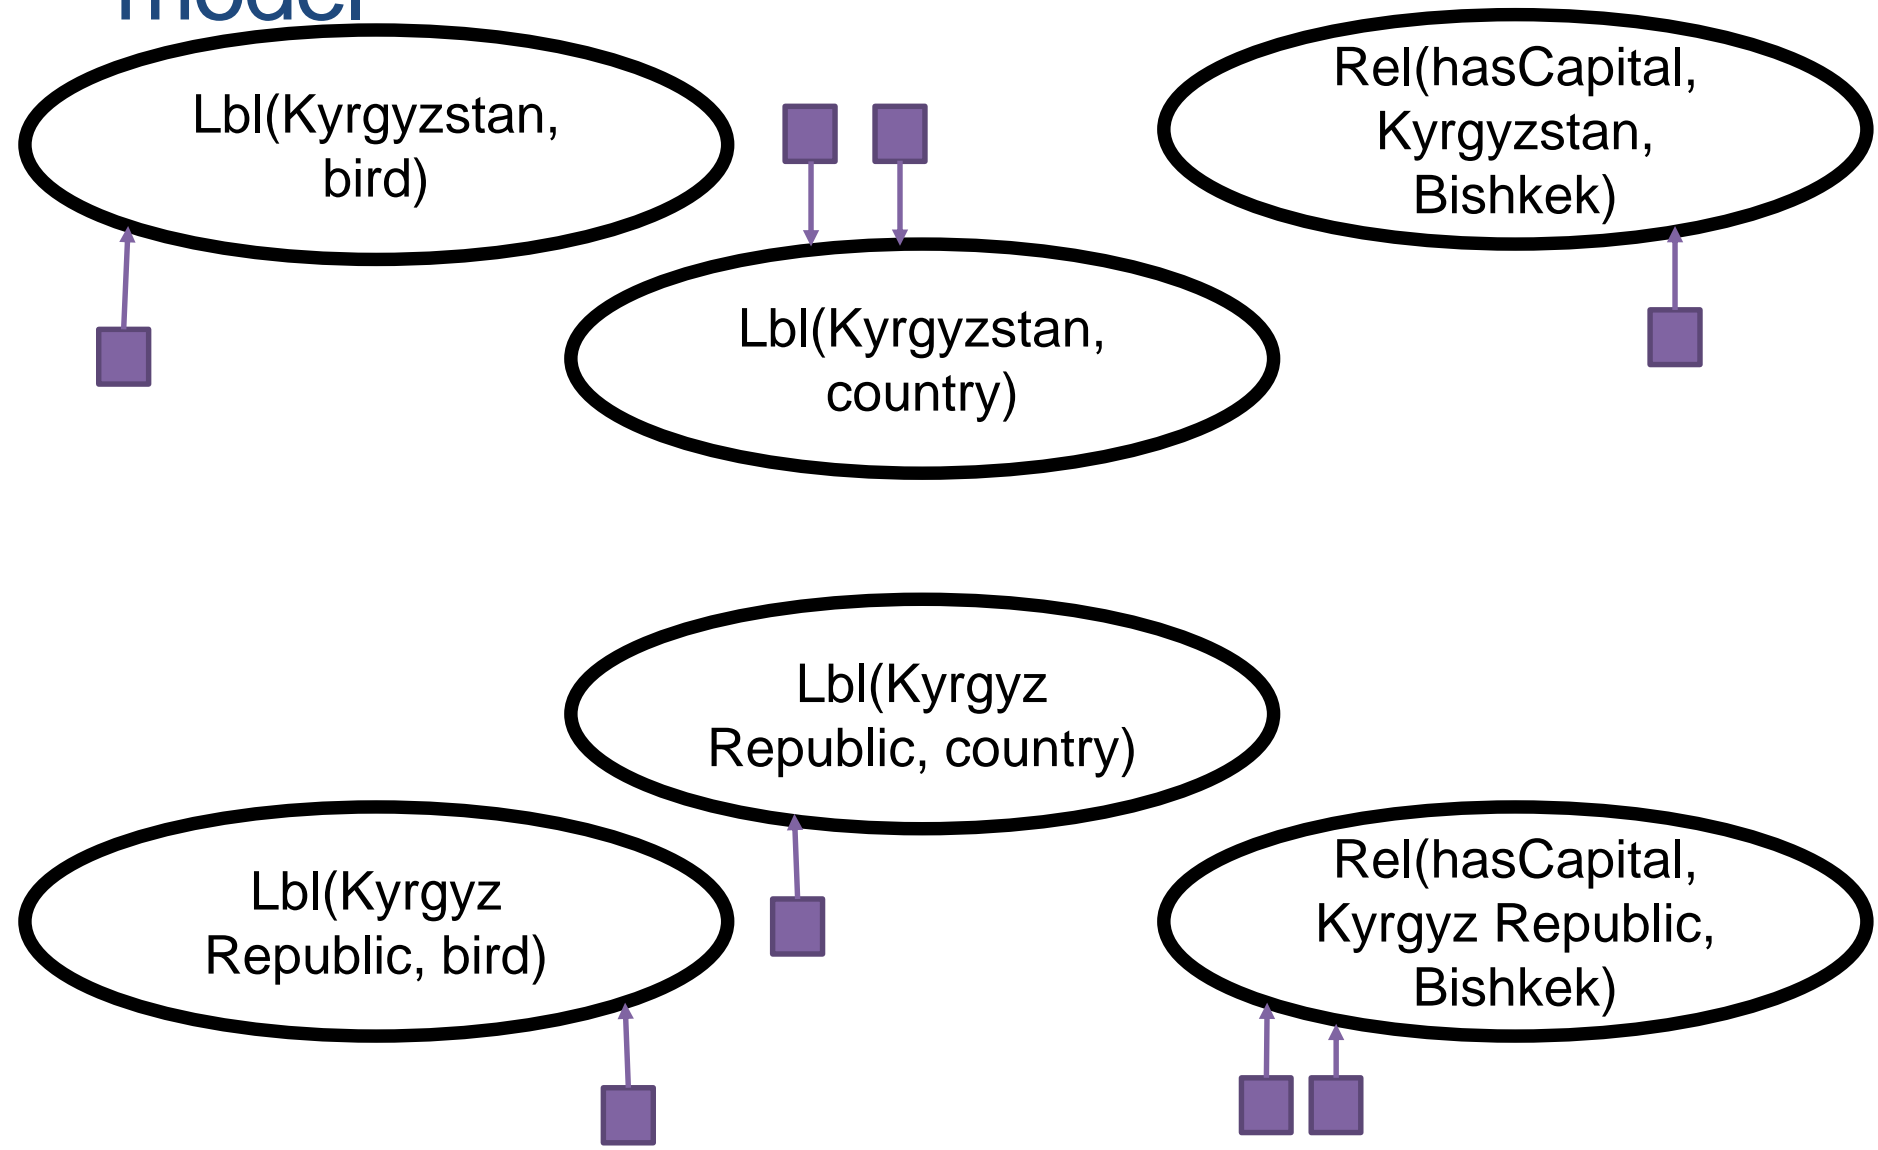 model
Lbl(Kyrgyzstan,
bird)
Rel(hasCapital,
Kyrgyzstan,
Bishkek)
Lbl(Kyrgyzstan,
country)
Lbl(Kyrgyz
Republic, country)
Lbl(Kyrgyz
Republic, bird)
Rel(hasCapital,
Kyrgyz Republic,
Bishkek)